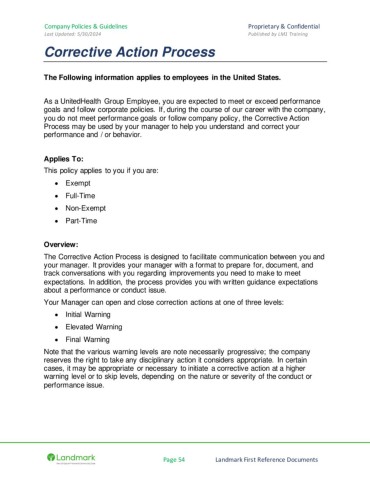 Company Policies & Guidelines
Proprietary & Confidential
Last Updated: 5/30/2024
Published by LM1 Training
Corrective Action Process
The Following information applies to employees in the United States.
As a UnitedHealth Group Employee, you are expected to meet or exceed performance
goals and follow corporate policies. If, during the course of our career with the company,
you do not meet performance goals or follow company policy, the Corrective Action
Process may be used by your manager to help you understand and correct your
performance and / or behavior.
Applies To:
This policy applies to you if you are:
• Exempt
• Full-Time
• Non-Exempt
• Part-Time
Overview:
The Corrective Action Process is designed to facilitate communication between you and
your manager. It provides your manager with a format to prepare for, document, and
track conversations with you regarding improvements you need to make to meet
expectations. In addition, the process provides you with written guidance expectations
about a performance or conduct issue.
Your Manager can open and close correction actions at one of three levels:
• Initial Warning
• Elevated Warning
• Final Warning
Note that the various warning levels are note necessarily progressive; the company
reserves the right to take any disciplinary action it considers appropriate. In certain
cases, it may be appropriate or necessary to initiate a corrective action at a higher
warning level or to skip levels, depending on the nature or severity of the conduct or
performance issue.
Landmark
Page 54
Landmark First Reference Documents